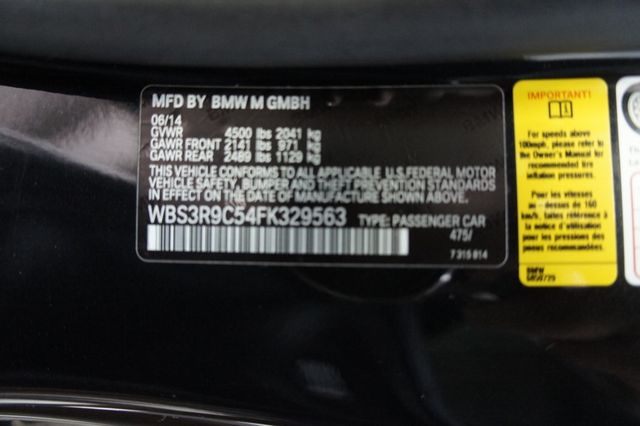 MFD BY BMW M GMBH
06/14
GVWR 4500 lbs 2041 kg
GAWR FRONT 2141 lbs 971 kg
GAWR REAR 2489 lbs 1129 kg
THIS VEHICLE CONFORMS TO ALL APPLICABLE U.S. FEDERAL MOTOR
VEHICLE SAFETY, BUMPER AND THEFT PREVENTION STANDARDS
IN EFFECT ON THE DATE OF MANUFACTURE SHOWN ABOVE.
WBS3R9C54FK329563 TYPE: PASSENGER CAR
475/
7 315 814
IMPORTANT!
For speeds above
100mph, please refer to
the Owner's Manual for
recommended tire
inflation pressures
Pour les vitesses
au -dessus de 160
km/h, faites référence à
la notice d'utilisation
pour les pressions des
pneus recommandées.
BMW